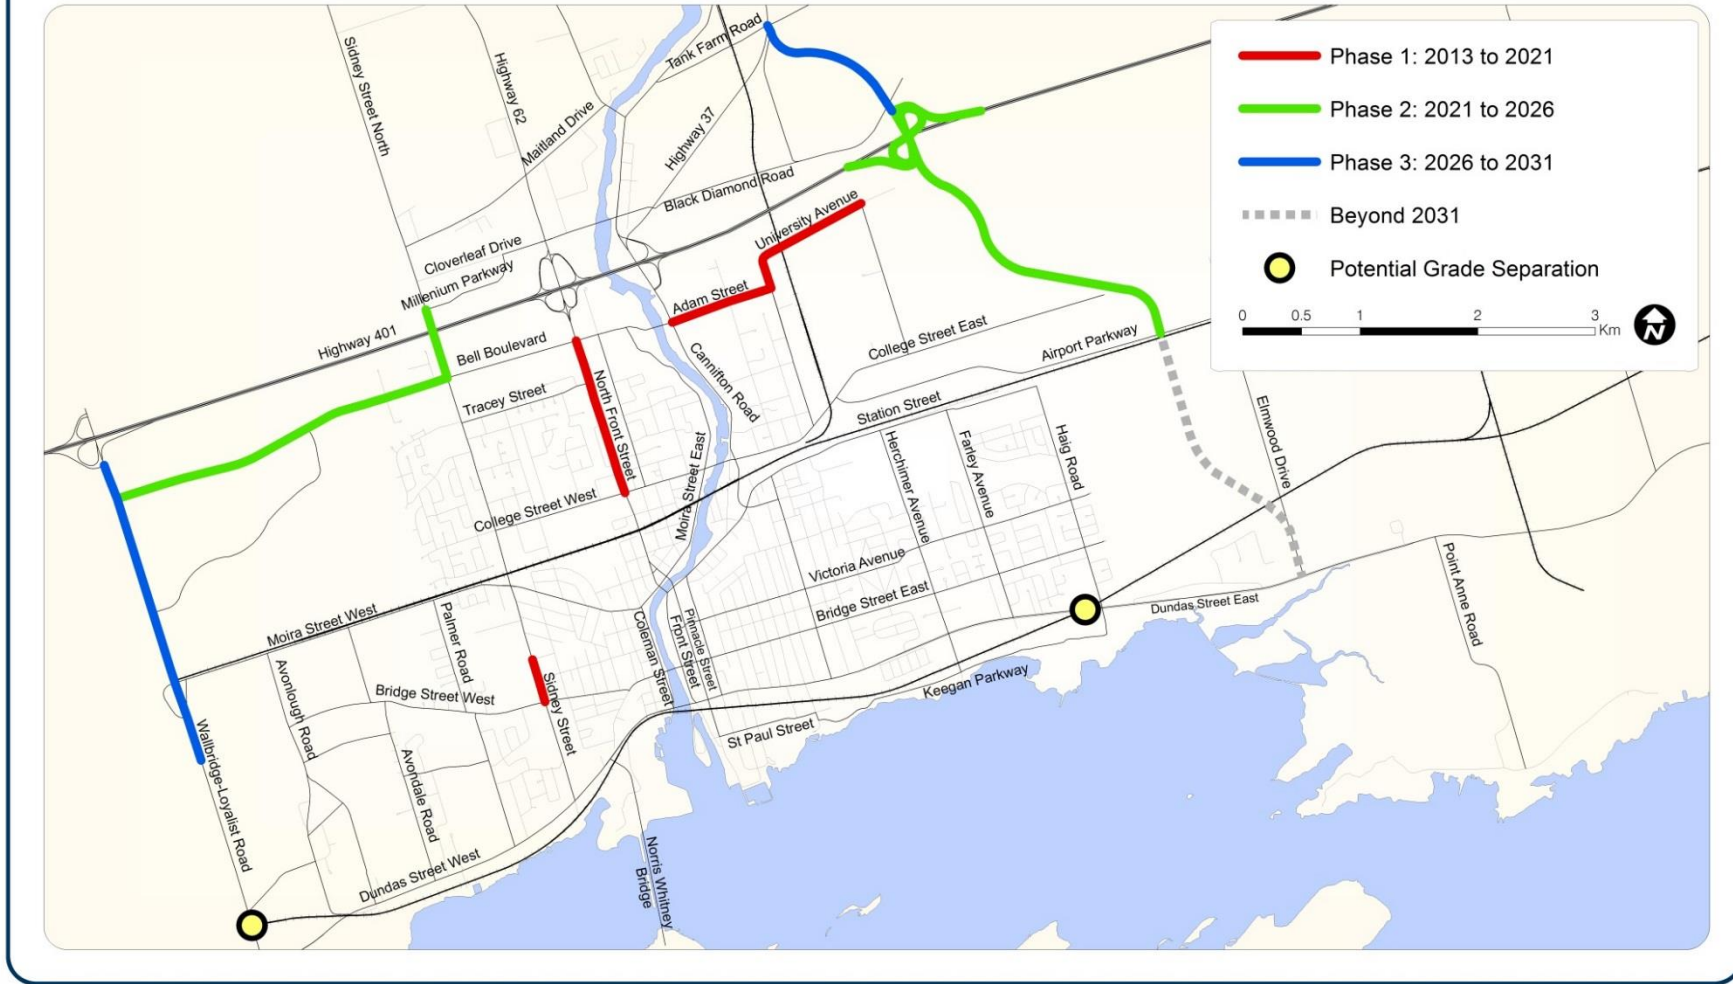 Phase 1: 2013 to 2021
Phase 2: 2021 to 2026
Phase 3: 2026 to 2031
Beyond 2031
Potential Grade Separation
0 0.5 1 2 3
Km
N
Sidney Street North
Highway 62
Tank Farm Road
Maitland Drive
Highway 37
Black Diamond Road
University Avenue
Cloverleaf Drive
Millenium Parkway
Highway 401
Adam Street
Bell Boulevard
Cannifton Road
College Street East
Airport Parkway
Tracey Street
North Front Street
Station Street
Moira Street East
Herchimer Avenue
Farley Avenue
Haig Road
Elmwood Drive
College Street West
Victoria Avenue
Bridge Street East
Dundas Street East
Point Anne Road
Moira Street West
Palmer Road
Coleman Street
Front Street
Pinnacle Street
Avonlough Road
Bridge Street West
Sidney Street
Keegan Parkway
St Paul Street
Wallbridge-Loyalist Road
Avondale Road
Dundas Street West
Norris Whitney
Bridge